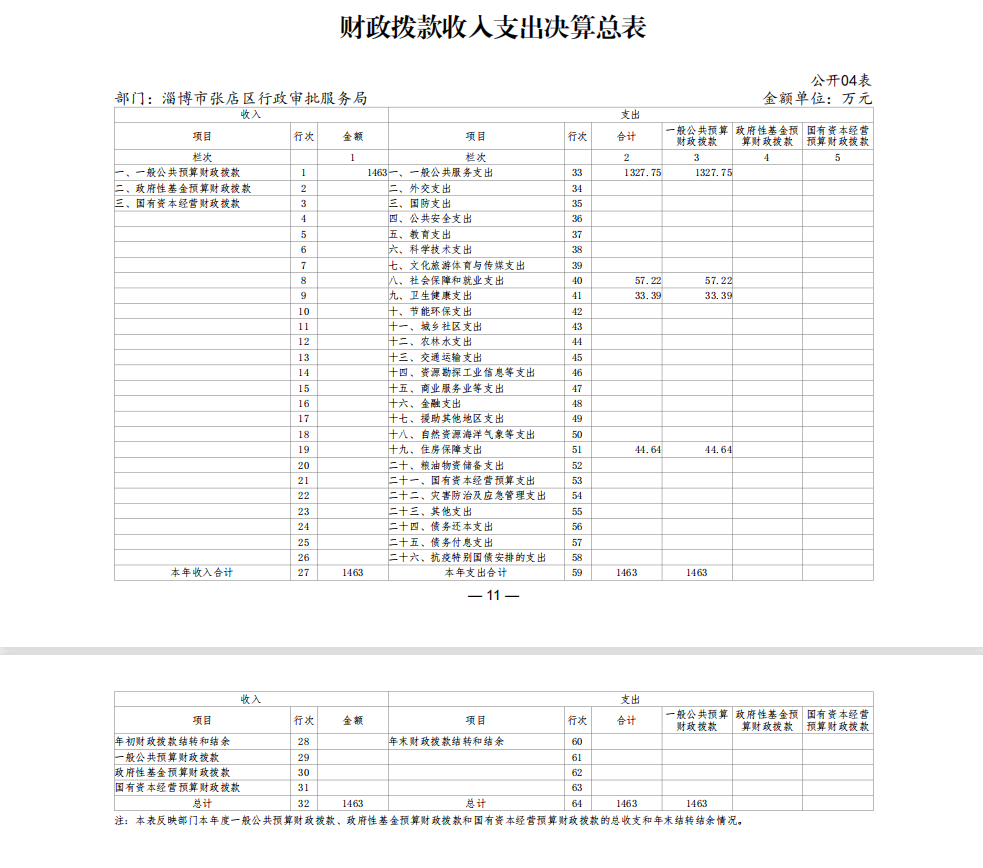 财政拨款收入支出决算总表
公开04表
部门：淄博市张店区行政审批服务局 金额单位：万元
收入 支出
项目 行次 金额 项目 行次 合计 一般公共预算财政拨款 政府性基金预算财政拨款 国有资本经营预算财政拨款
栏次 1 栏次 2 3 4 5
一、一般公共预算财政拨款 1 1463 一、一般公共服务支出 33 1327.75 1327.75
二、政府性基金预算财政拨款 2 二、外交支出 34
三、国有资本经营财政拨款 3 三、国防支出 35
4 四、公共安全支出 36
5 五、教育支出 37
6 六、科学技术支出 38
7 七、文化旅游体育与传媒支出 39
8 八、社会保障和就业支出 40 57.22 57.22
9 九、卫生健康支出 41 33.39 33.39
10 十、节能环保支出 42
11 十一、城乡社区支出 43
12 十二、农林水支出 44
13 十三、交通运输支出 45
14 十四、资源勘探工业信息等支出 46
15 十五、商业服务业等支出 47
16 十六、金融支出 48
17 十七、援助其他地区支出 49
18 十八、自然资源海洋气象等支出 50
19 十九、住房保障支出 51 44.64 44.64
20 二十、粮油物资储备支出 52
21 二十一、国有资本经营预算支出 53
22 二十二、灾害防治及应急管理支出 54
23 二十三、其他支出 55
24 二十四、债务还本支出 56
25 二十五、债务付息支出 57
26 二十六、抗疫特别国债安排的支出 58
本年收入合计 27 1463 本年支出合计 59 1463 1463
— 11 —
收入 支出
项目 行次 金额 项目 行次 合计 一般公共预算财政拨款 政府性基金预算财政拨款 国有资本经营预算财政拨款
年初财政拨款结转和结余 28 年末财政拨款结转和结余 60
一般公共预算财政拨款 29 61
政府性基金预算财政拨款 30 62
国有资本经营预算财政拨款 31 63
总计 32 1463 总计 64 1463 1463
注：本表反映部门本年度一般公共预算财政拨款、政府性基金预算财政拨款和国有资本经营预算财政拨款的总收支和年末结转结余情况。